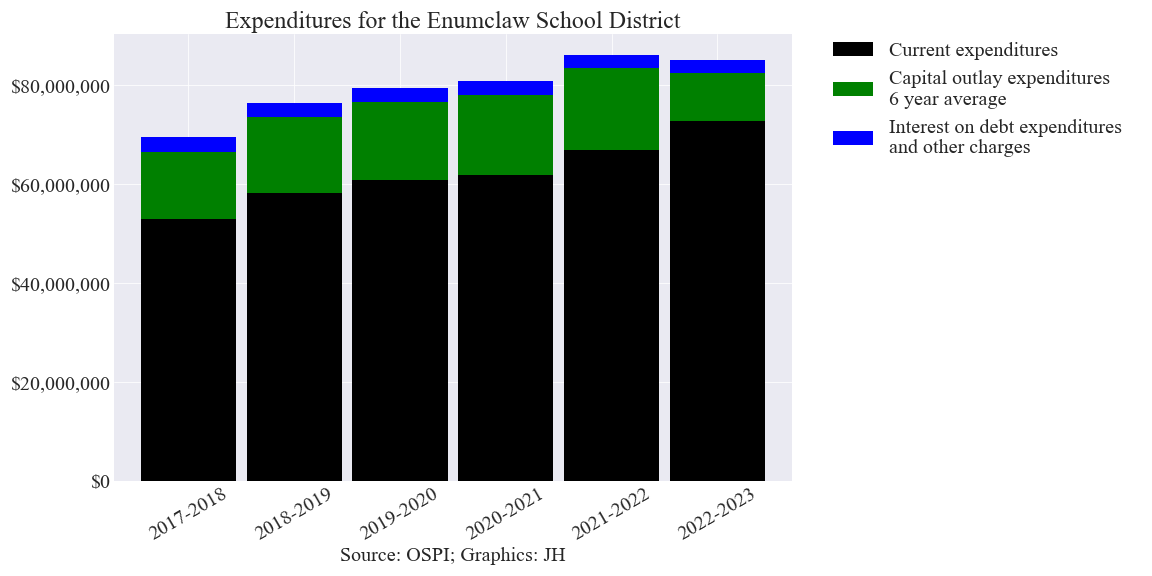 Expenditures for the Enumclaw School District
Current expenditures
Capital outlay expenditures
6 year average
Interest on debt expenditures
and other charges
$80,000,000
$60,000,000
$40,000,000
$20,000,000
$0
2017-2018
2018-2019
2019-2020
2020-2021
2021-2022
2022-2023
Source: OSPI; Graphics: JH